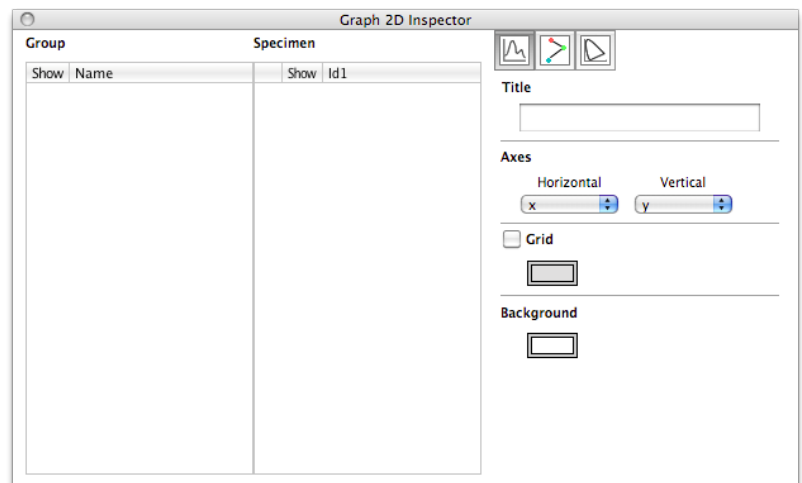 Graph 2D Inspector
Group
Specimen
Show Name
Show Id1
Title
Axes
Horizontal Vertical
x y
Grid
Background